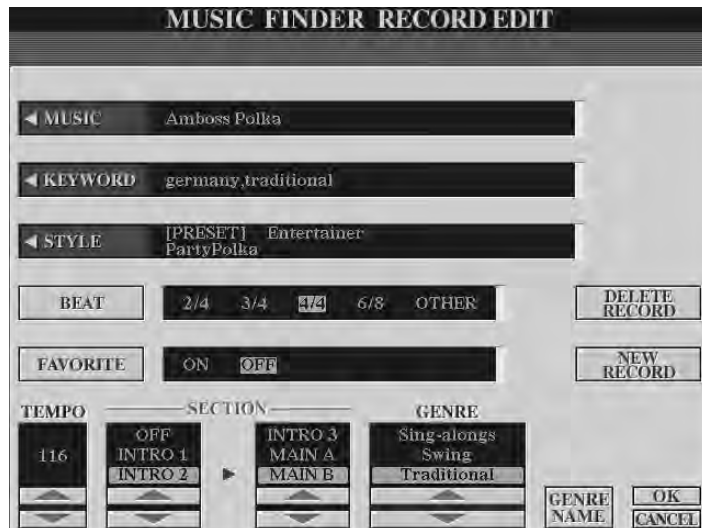 MUSIC FINDER RECORD EDIT
MUSIC Amboss Polka
KEYWORD germany,traditional
STYLE [PRESET] Entertainer
PartyPolka
BEAT 2/4 3/4 4/4 6/8 OTHER DELETE RECORD
FAVORITE ON OFF NEW RECORD
TEMPO SECTION GENRE
OFF INTRO 3 Sing-alongs
116 INTRO 1 MAIN A Swing
INTRO 2 MAIN B Traditional
GENRE NAME OK
CANCEL